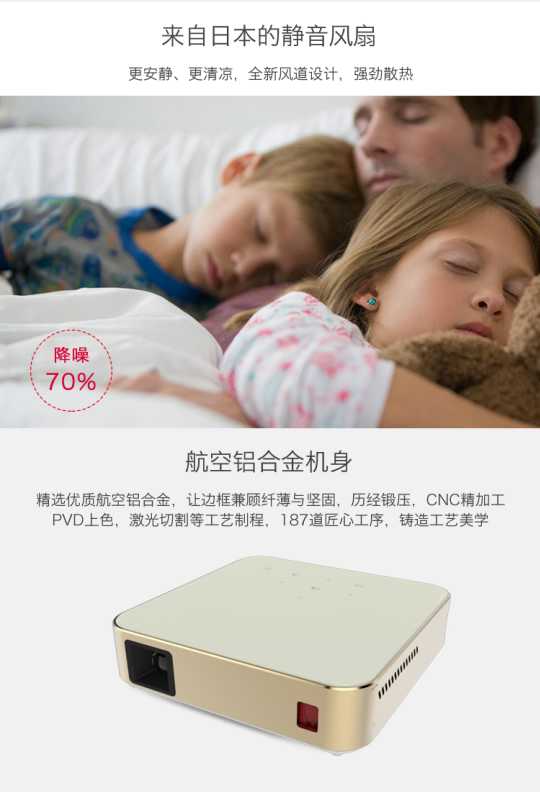 来自日本的静音风扇
更安静、更清凉，全新风道设计，强劲散热
降噪
70%
航空铝合金机身
精选优质航空铝合金，让边框兼顾纤薄与坚固，历经锻压，CNC精加工
PVD上色，激光切割等工艺制程，187道匠心工序，铸造工艺美学